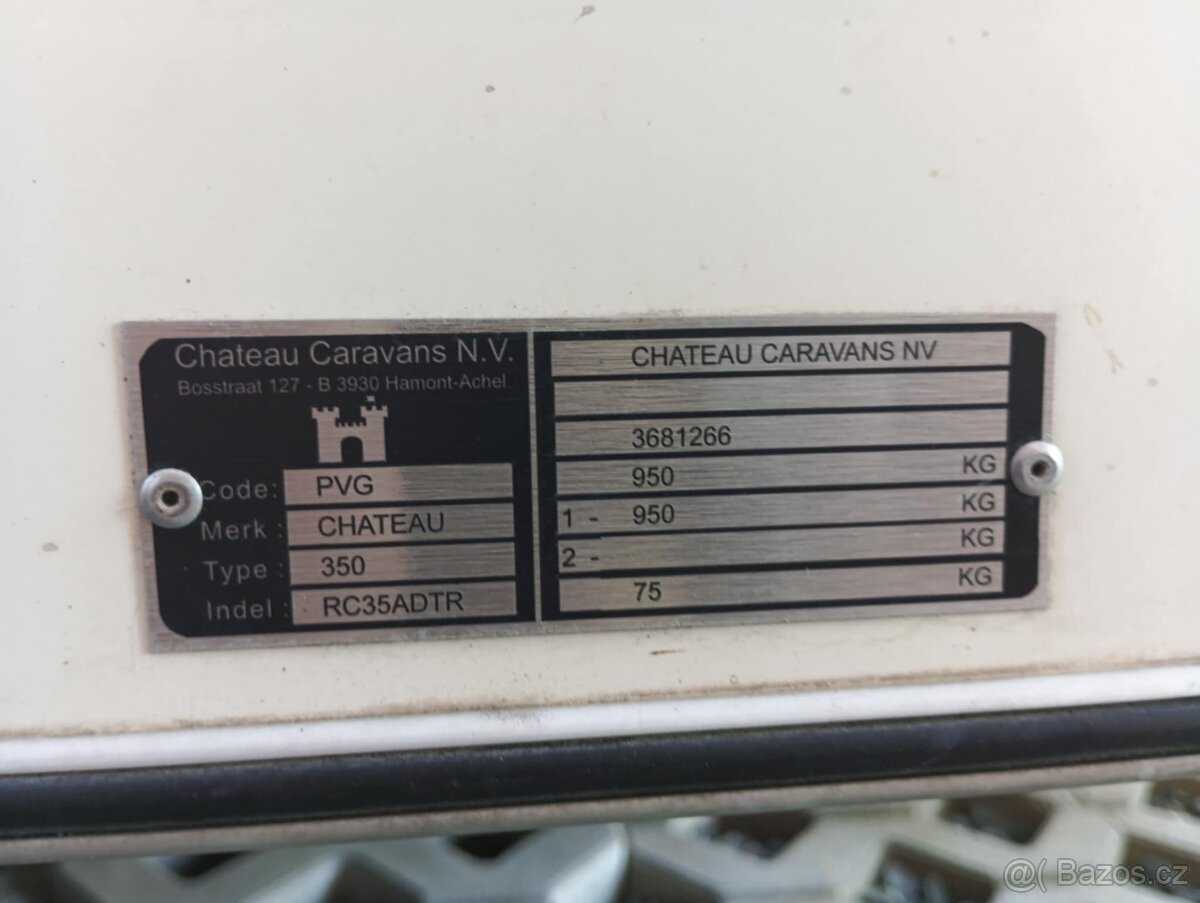 Chateau Caravans N.V.
Bosstraat 127 - B 3930 Hamont-Achel
Code: PVG
Merk : CHATEAU
Type : 350
Indel : RC35ADTR
CHATEAU CARAVANS NV
3681266
950 KG
1 - 950 KG
2 - KG
75 KG
@( Bazos.cz